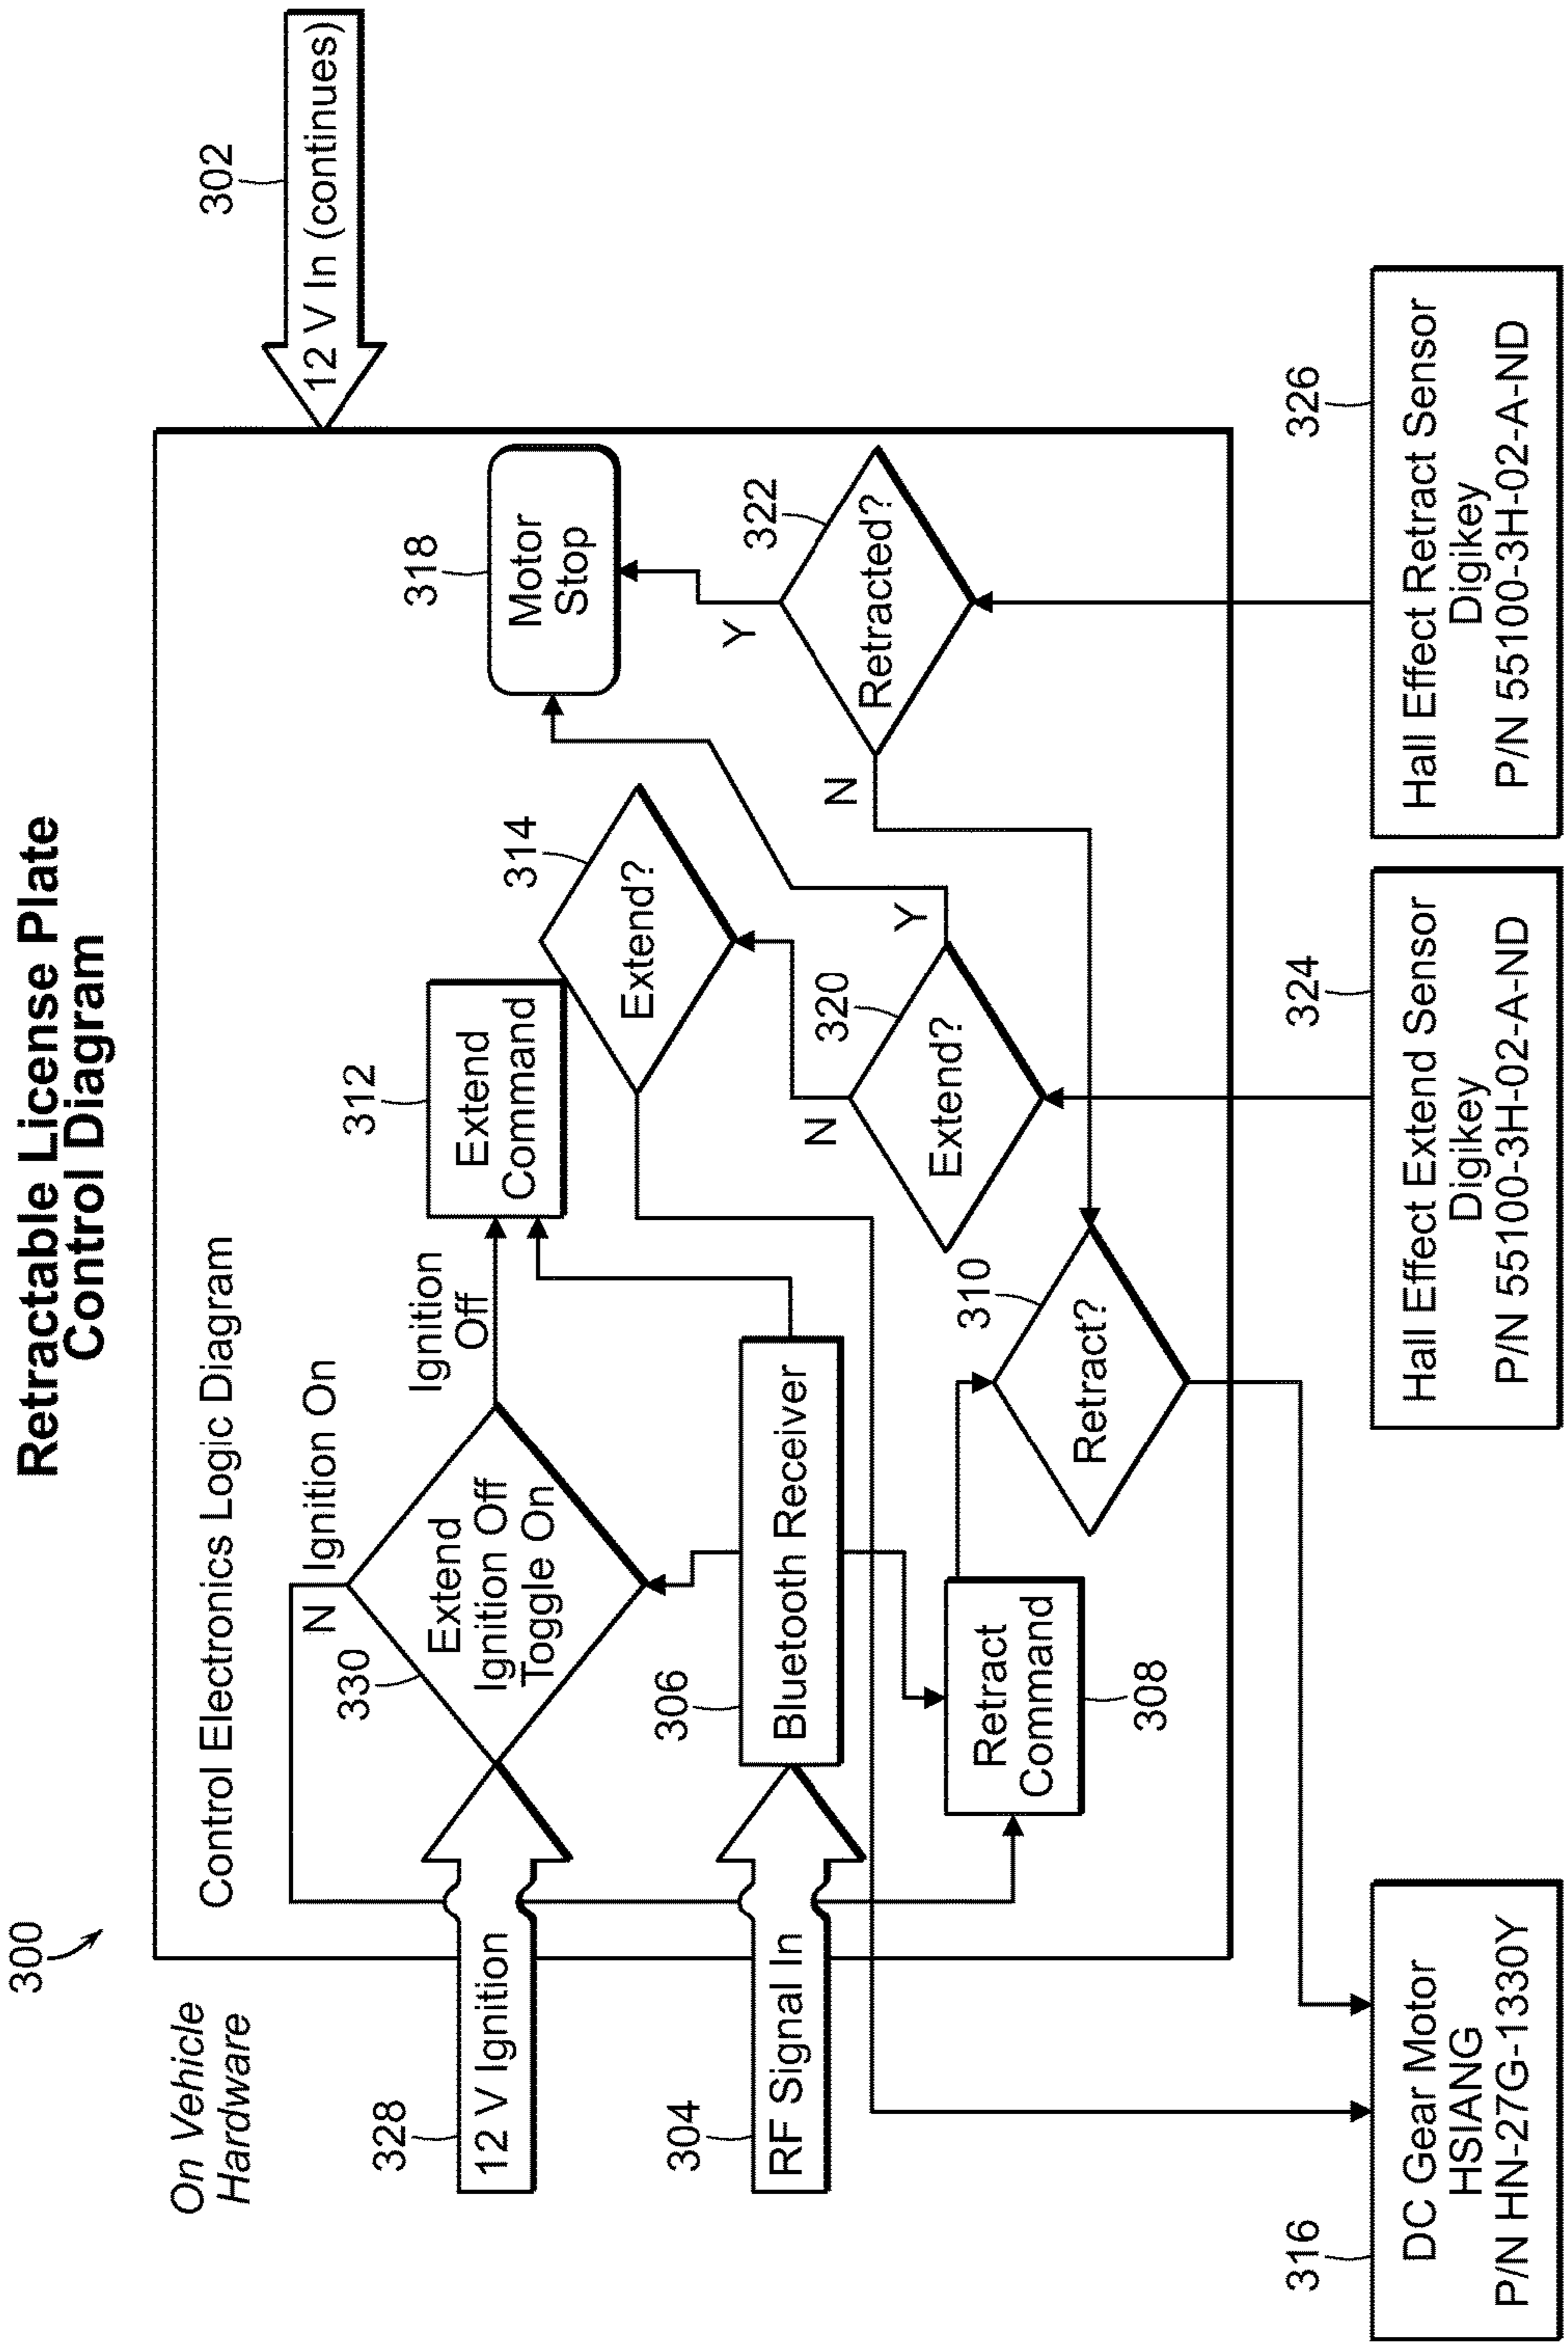 Retractable License Plate
Control Diagram
300
On Vehicle
Hardware
Control Electronics Logic Diagram
302
12 V In (continues)
328
12 V Ignition
330
Extend
Ignition Off
Toggle On
N
Ignition On
Ignition
Off
312
Extend
Command
314
Extend?
318
Motor
Stop
304
RF Signal In
306
Bluetooth Receiver
320
Extend?
N
Y
322
Retracted?
Y
N
Retract
Command
308
310
Retract?
316
DC Gear Motor
HSIANG
P/N HN-27G-1330Y
324
Hall Effect Extend Sensor
Digikey
P/N 55100-3H-02-A-ND
326
Hall Effect Retract Sensor
Digikey
P/N 55100-3H-02-A-ND